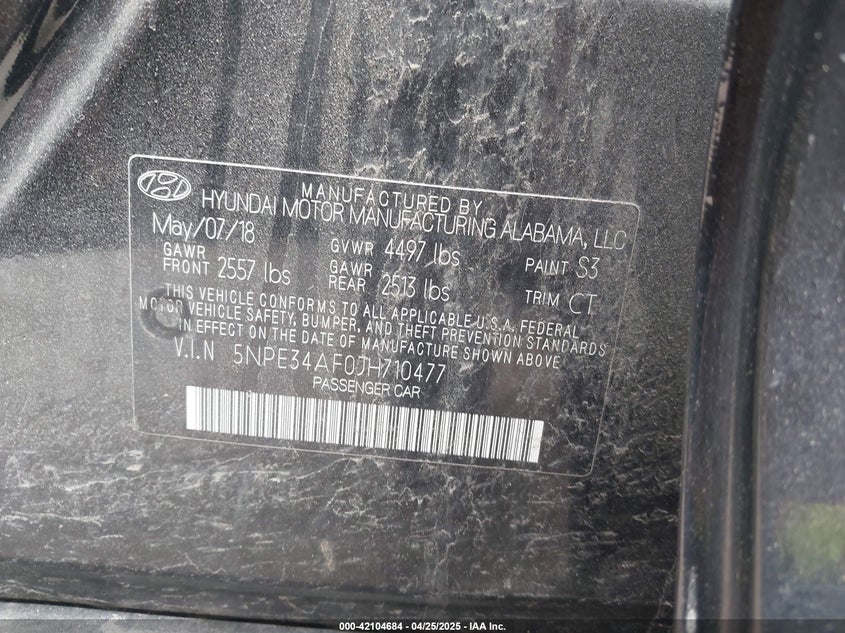 MANUFACTURED BY
HYUNDAI MOTOR MANUFACTURING ALABAMA, LLC
May/07/18 GVWR 4497 lbs PAINT S3
GAWR FRONT 2557 lbs GAWR REAR 2513 lbs TRIM CT
THIS VEHICLE CONFORMS TO ALL APPLICABLE U.S.A. FEDERAL
MOTOR VEHICLE SAFETY, BUMPER, AND THEFT PREVENTION STANDARDS
IN EFFECT ON THE DATE OF MANUFACTURE SHOWN ABOVE
V.I.N 5NPE34AF0JH710477
PASSENGER CAR
000-42104684 - 04/25/2025 - IAA Inc.